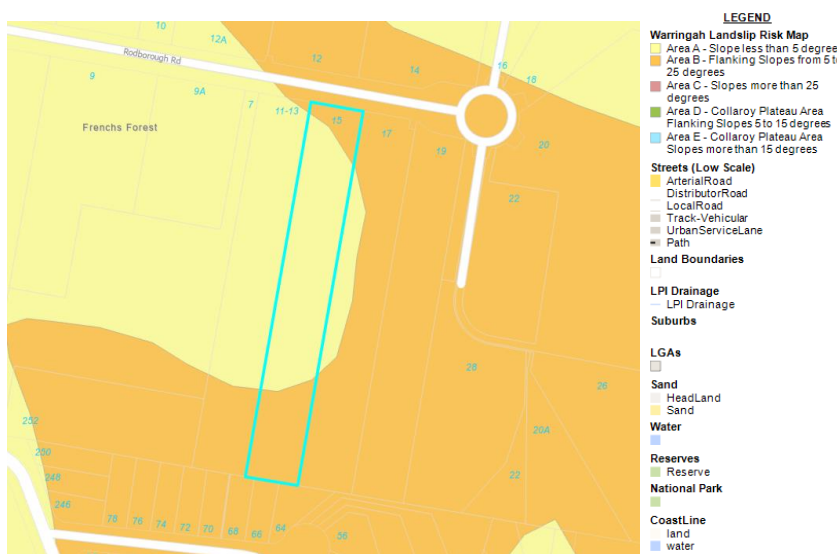 10
12A
Rodborough Rd
12
14
16
18
9
9A
7
11-13
15
17
19
20
Frenchs Forest
22
28
26
252
250
248
246
20A
22
78
76
74
72
70
68
66
64
56
LEGEND
Warringah Landslip Risk Map
Area A - Slope less than 5 degree
Area B - Flanking Slopes from 5 to
25 degrees
Area C - Slopes more than 25
degrees
Area D - Collaroy Plateau Area
Flanking Slopes 5 to 15 degrees
Area E - Collaroy Plateau Area
Slopes more than 15 degrees
Streets (Low Scale)
ArterialRoad
DistributorRoad
LocalRoad
Track-Vehicular
UrbanServiceLane
Path
Land Boundaries
LPI Drainage
LPI Drainage
Suburbs
LGAs
Sand
HeadLand
Sand
Water
Reserves
Reserve
National Park
CoastLine
land
water